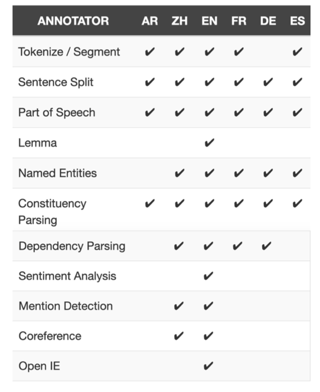 ANNOTATOR AR ZH EN FR DE ES
Tokenize / Segment ✔ ✔ ✔ ✔ ✔
Sentence Split ✔ ✔ ✔ ✔ ✔ ✔
Part of Speech ✔ ✔ ✔ ✔ ✔ ✔
Lemma ✔
Named Entities ✔ ✔ ✔ ✔ ✔
Constituency ✔ ✔ ✔ ✔ ✔ ✔
Parsing
Dependency Parsing ✔ ✔ ✔ ✔
Sentiment Analysis ✔
Mention Detection ✔ ✔
Coreference ✔ ✔
Open IE ✔